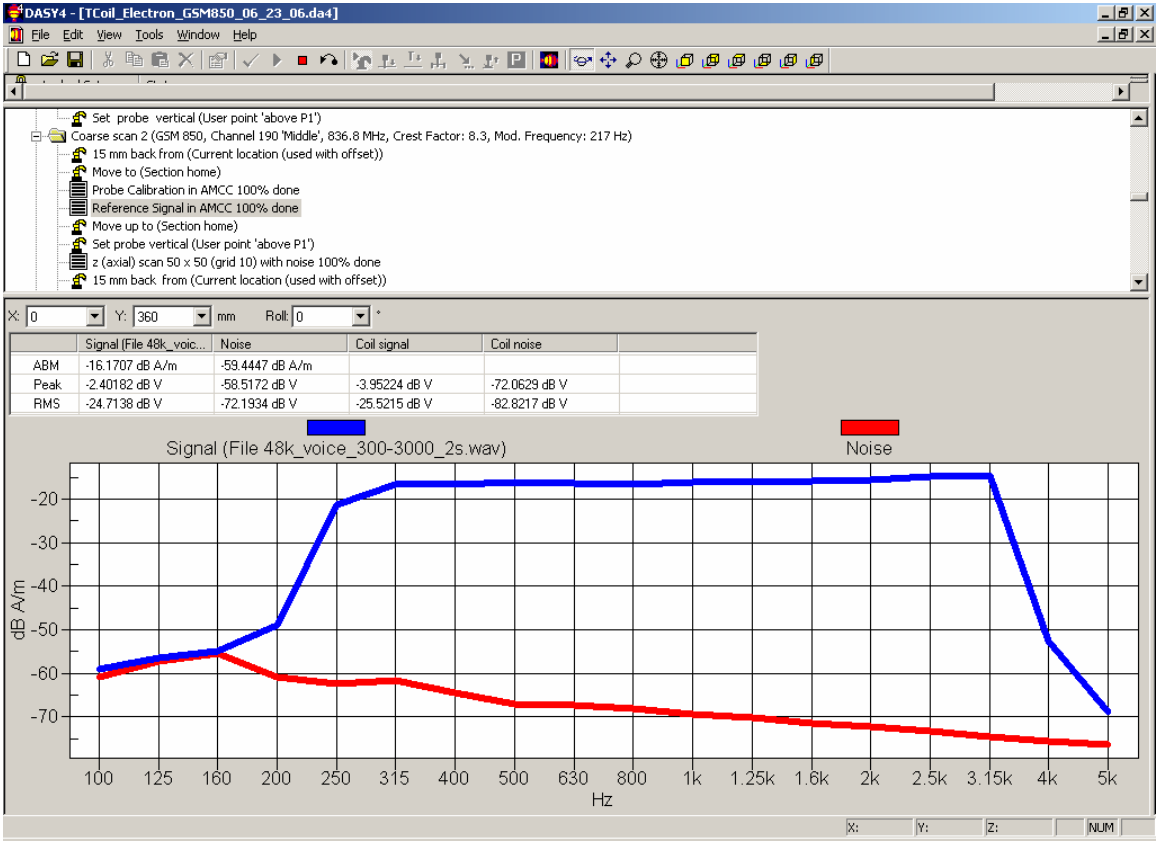 DASY4 - [TCoil_Electron_GSM850_06_23_06.da4]
File Edit View Tools Window Help
Set probe vertical (User point 'above P1')
Coarse scan 2 (GSM 850, Channel 190 'Middle', 836.8 MHz, Crest Factor: 8.3, Mod. Frequency: 217 Hz)
15 mm back from (Current location (used with offset))
Move to (Section home)
Probe Calibration in AMCC 100% done
Reference Signal in AMCC 100% done
Move up to (Section home)
Set probe vertical (User point 'above P1')
z (axial) scan 50 x 50 (grid 10) with noise 100% done
15 mm back from (Current location (used with offset))
X: 0 Y: 360 mm Roll: 0 °
Signal (File 48k_voic... Noise Coil signal Coil noise
ABM -16.1707 dB A/m -59.4447 dB A/m
Peak -2.40182 dB V -58.5172 dB V -3.95224 dB V -72.0629 dB V
RMS -24.7138 dB V -72.1934 dB V -25.5215 dB V -82.8217 dB V
Signal (File 48k_voice_300-3000_2s.wav) Noise
-20
-30
-40
-50
-60
-70
dB A/m
100 125 160 200 250 315 400 500 630 800 1k 1.25k 1.6k 2k 2.5k 3.15k 4k 5k
Hz
X: Y: Z: NUM